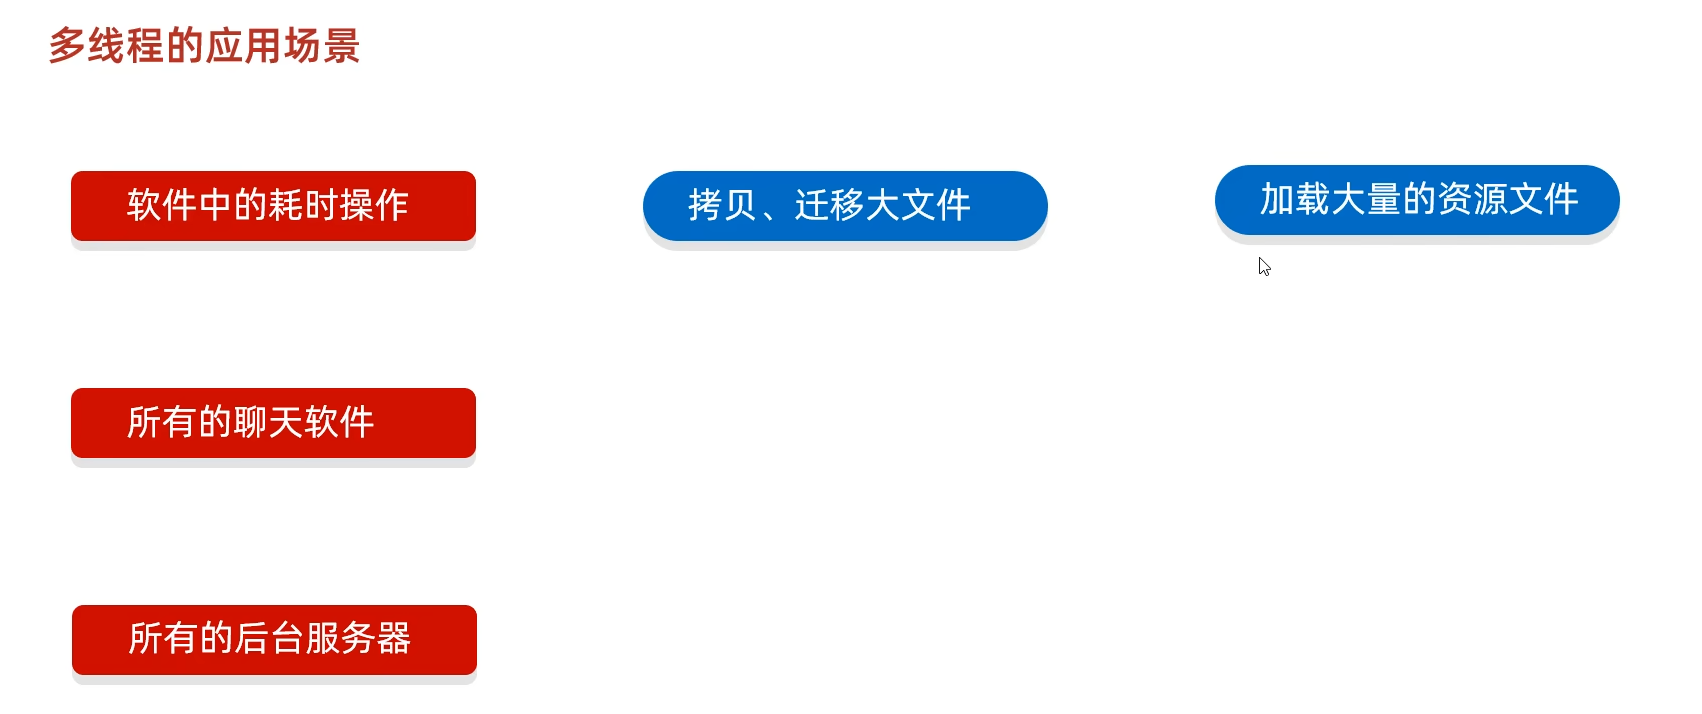 多线程的应用场景
软件中的耗时操作
拷贝、迁移大文件
加载大量的资源文件
所有的聊天软件
所有的后台服务器